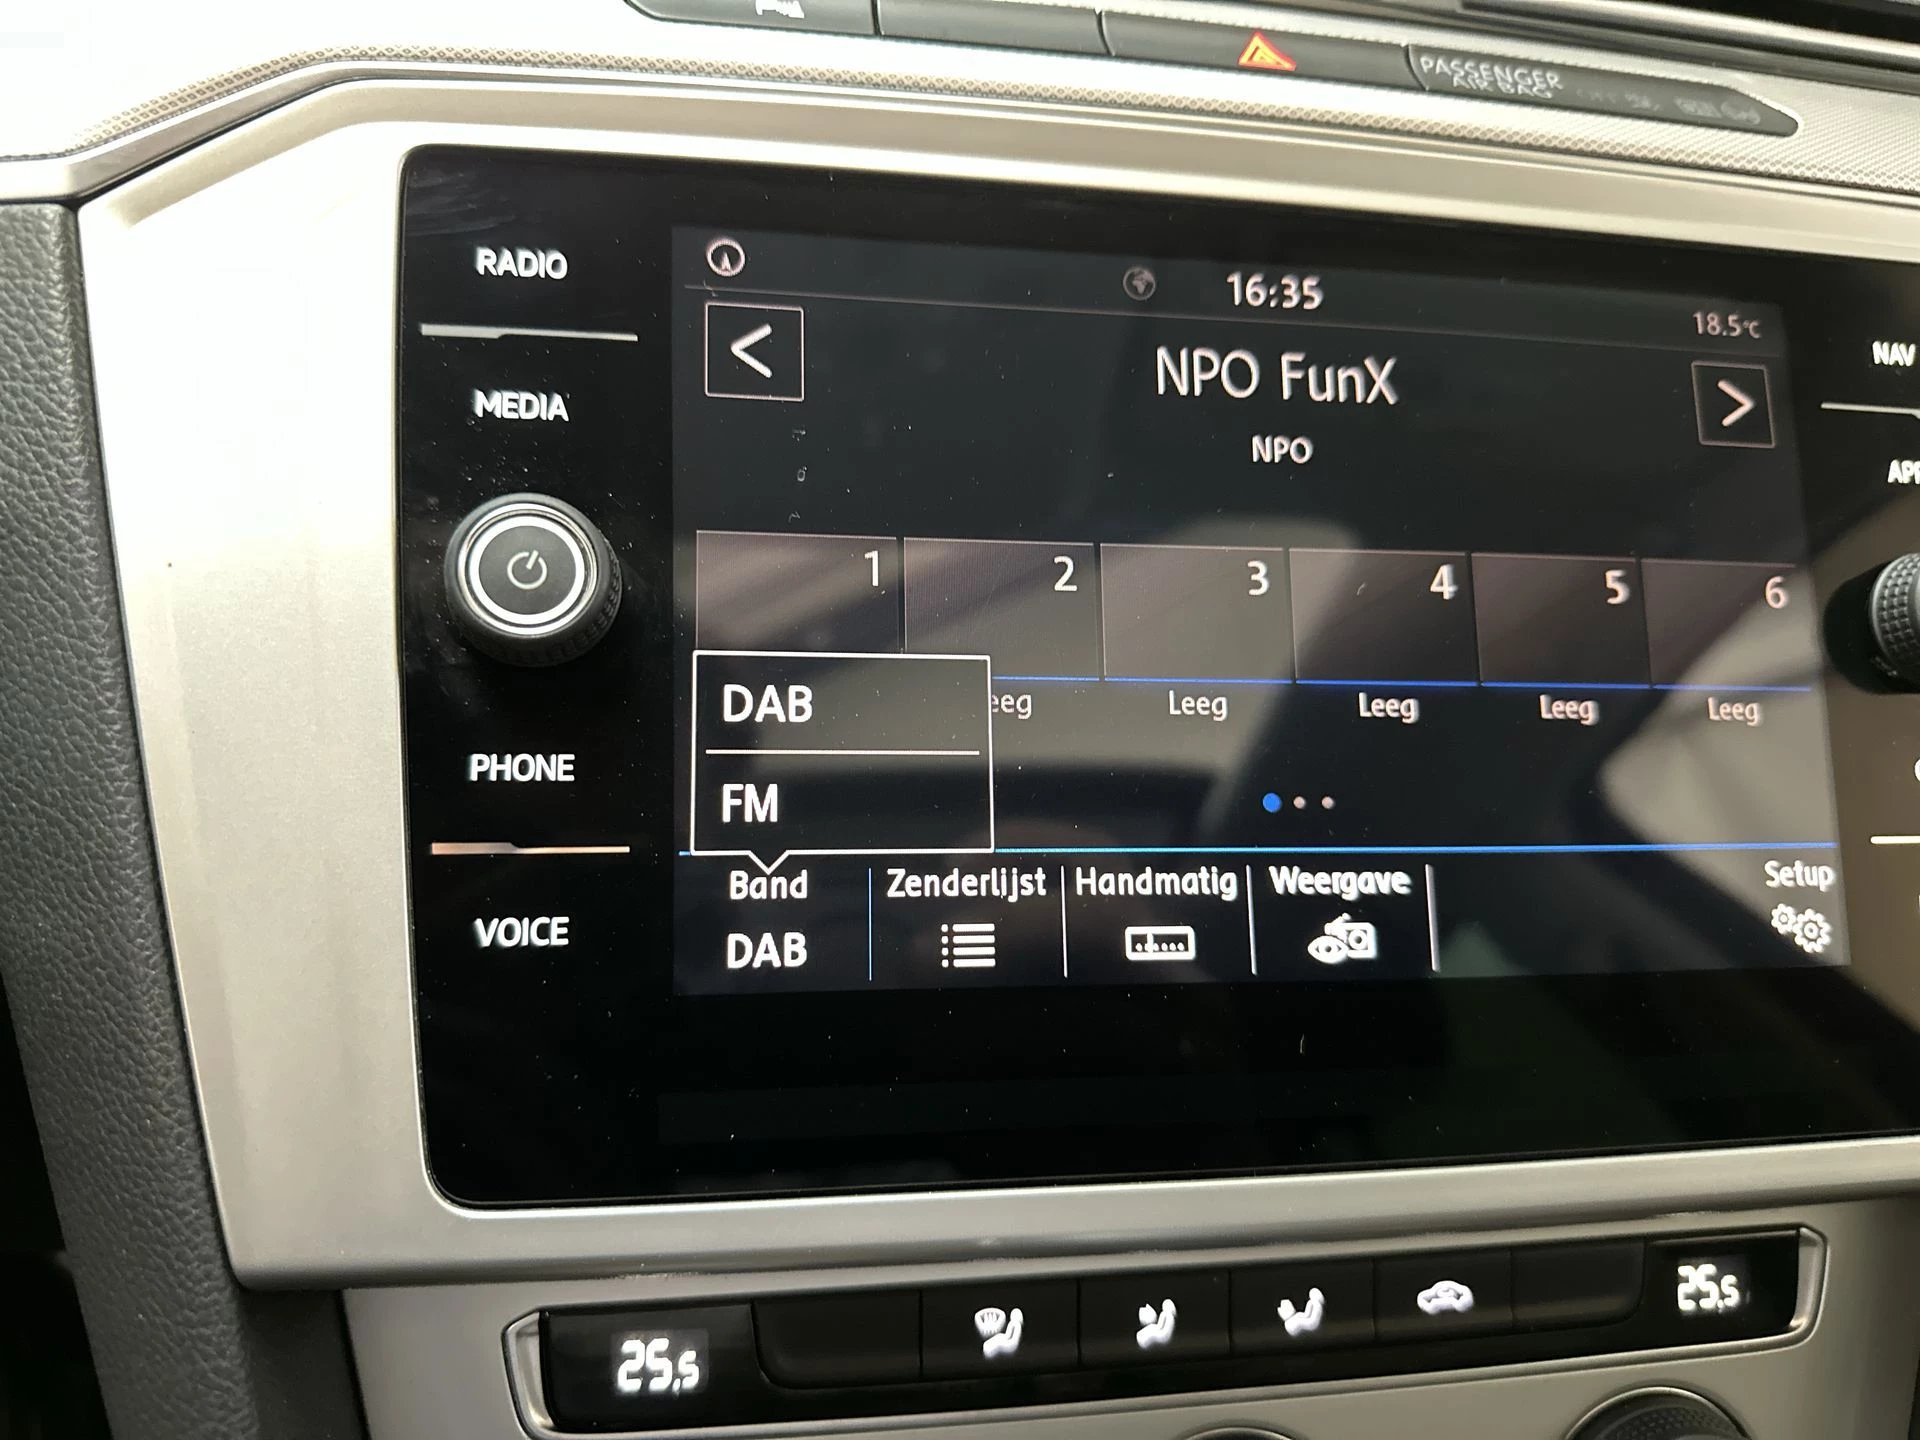 PASSENGER
AIR BAG
RADIO
MEDIA
PHONE
VOICE
16:35
18.5°C
<
NPO FunX
>
NPO
1 2 3 4 5 6
Leeg Leeg Leeg Leeg
DAB
FM
Band Zenderlijst Handmatig Weergave Setup
DAB
NAV
25,5
25,5